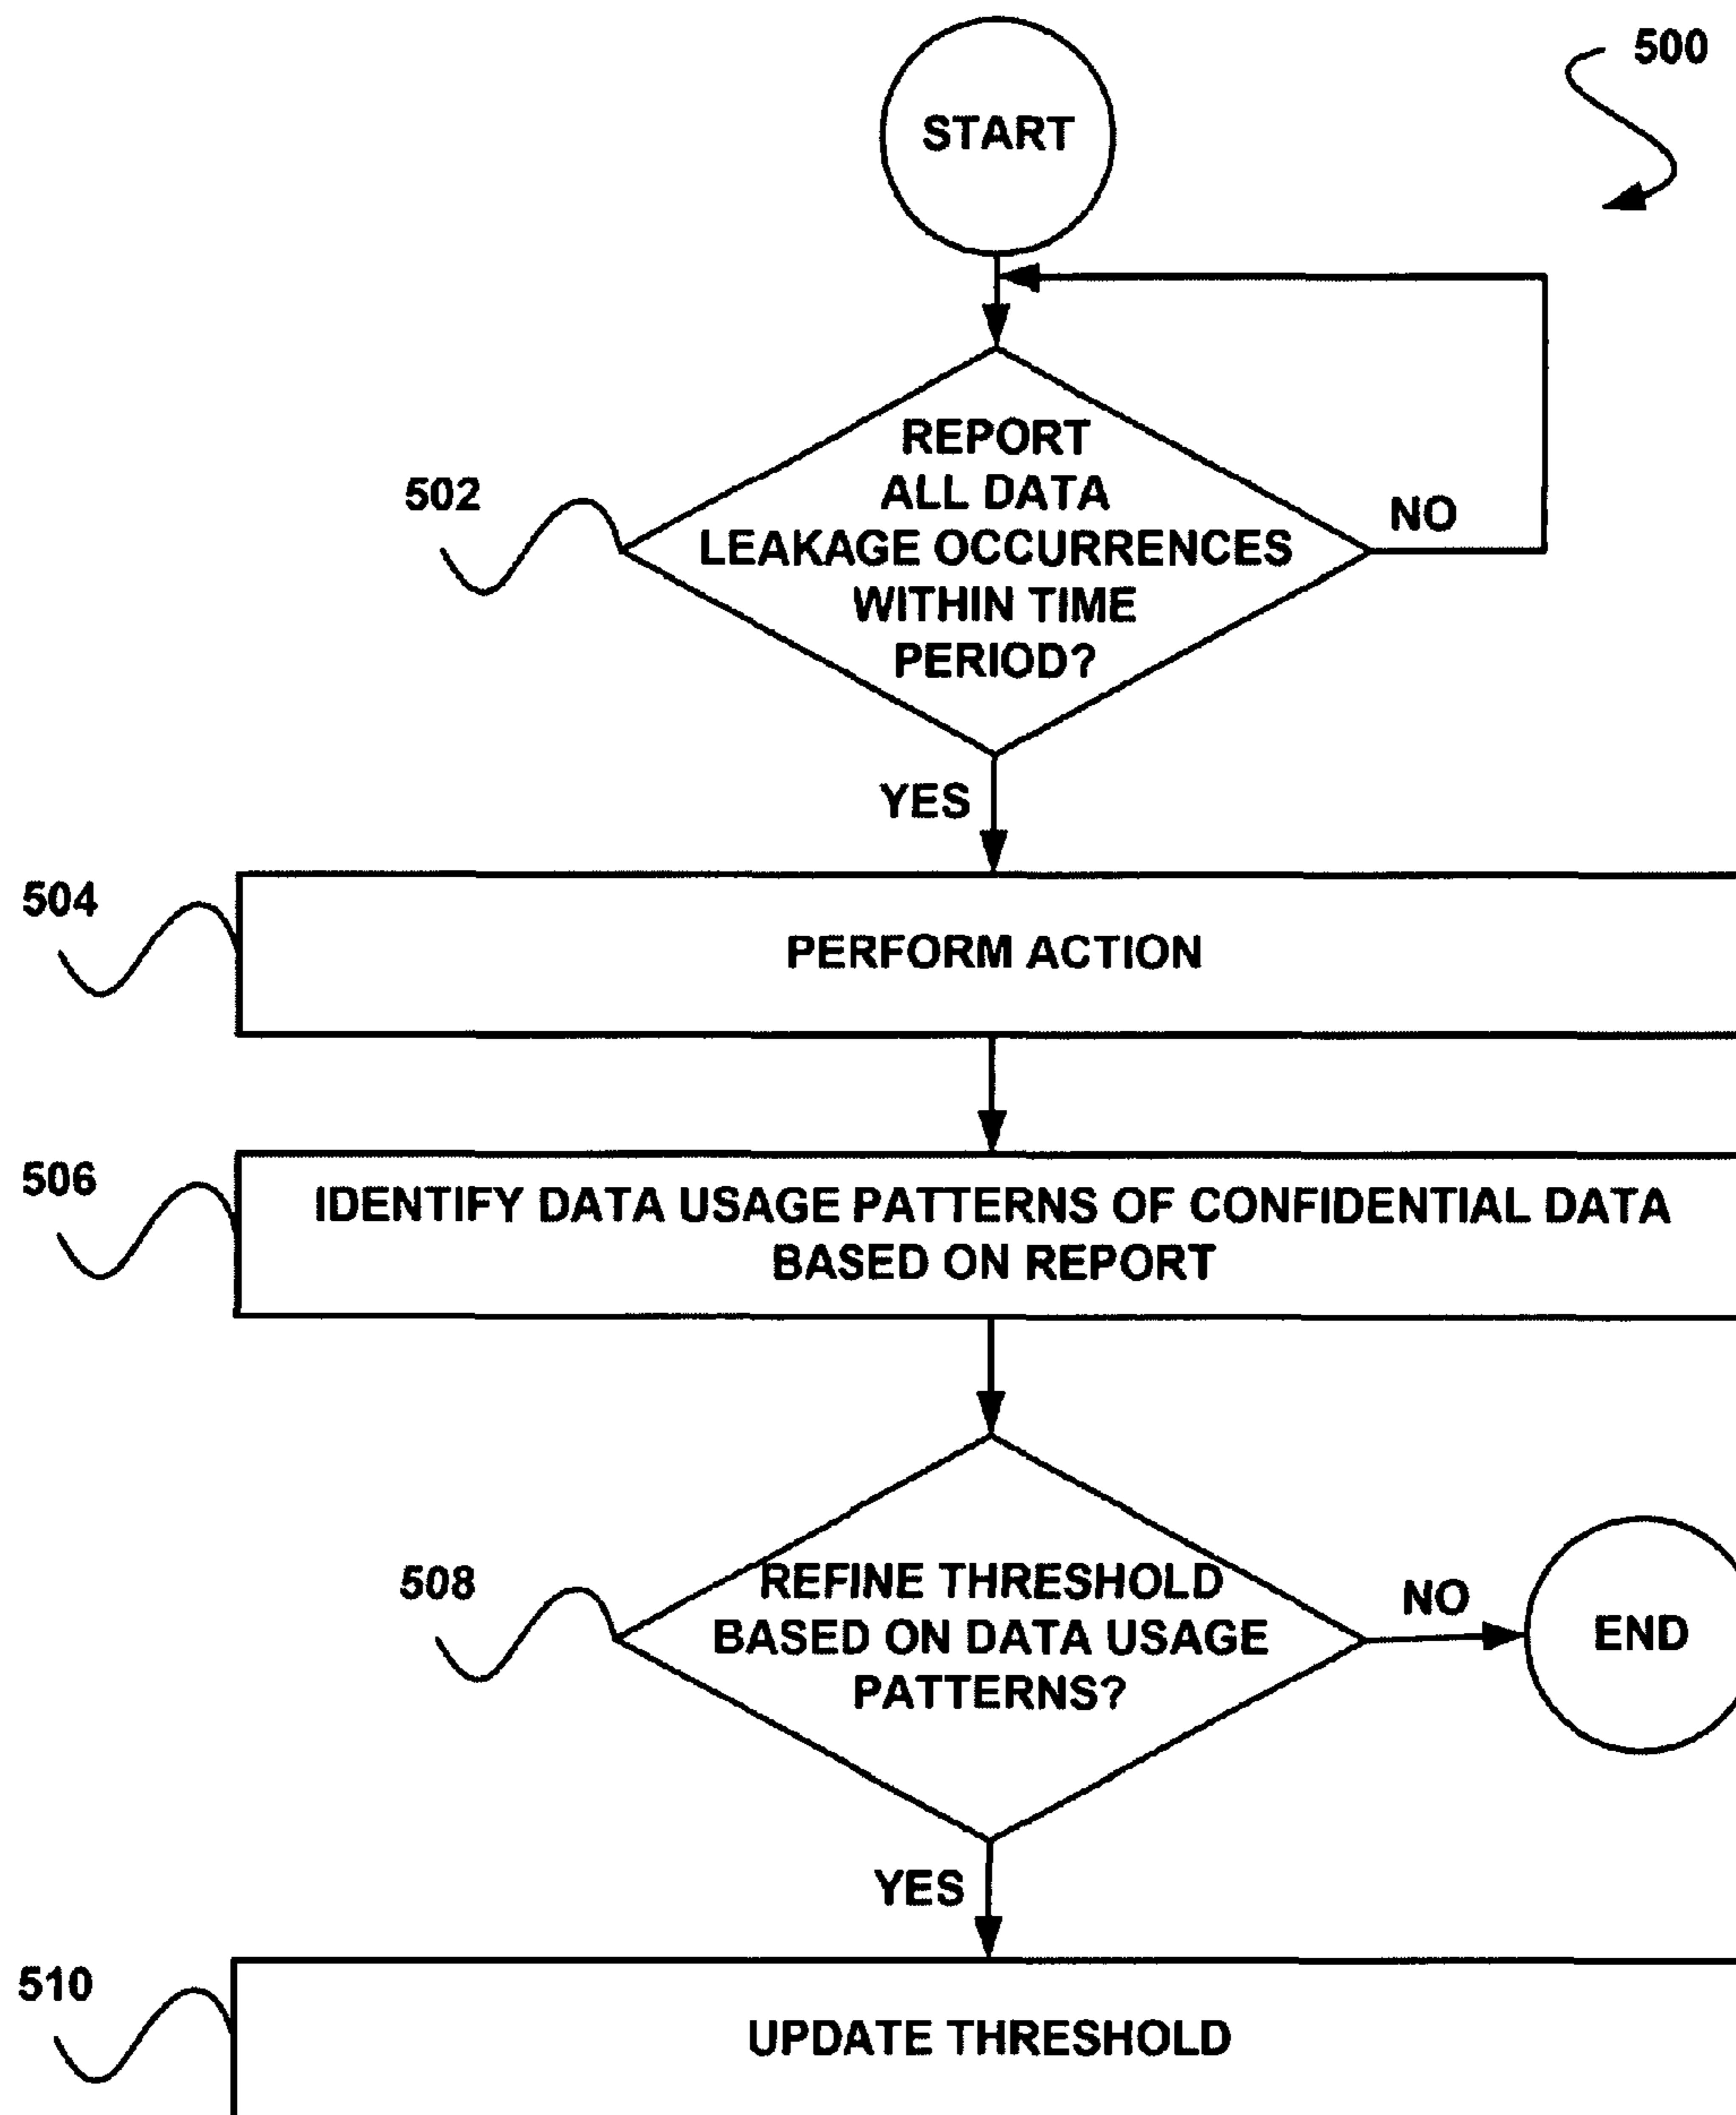 500
START
502
REPORT
ALL DATA
LEAKAGE OCCURRENCES
WITHIN TIME
PERIOD?
NO
YES
504
PERFORM ACTION
506
IDENTIFY DATA USAGE PATTERNS OF CONFIDENTIAL DATA
BASED ON REPORT
508
REFINE THRESHOLD
BASED ON DATA USAGE
PATTERNS?
NO
END
YES
510
UPDATE THRESHOLD